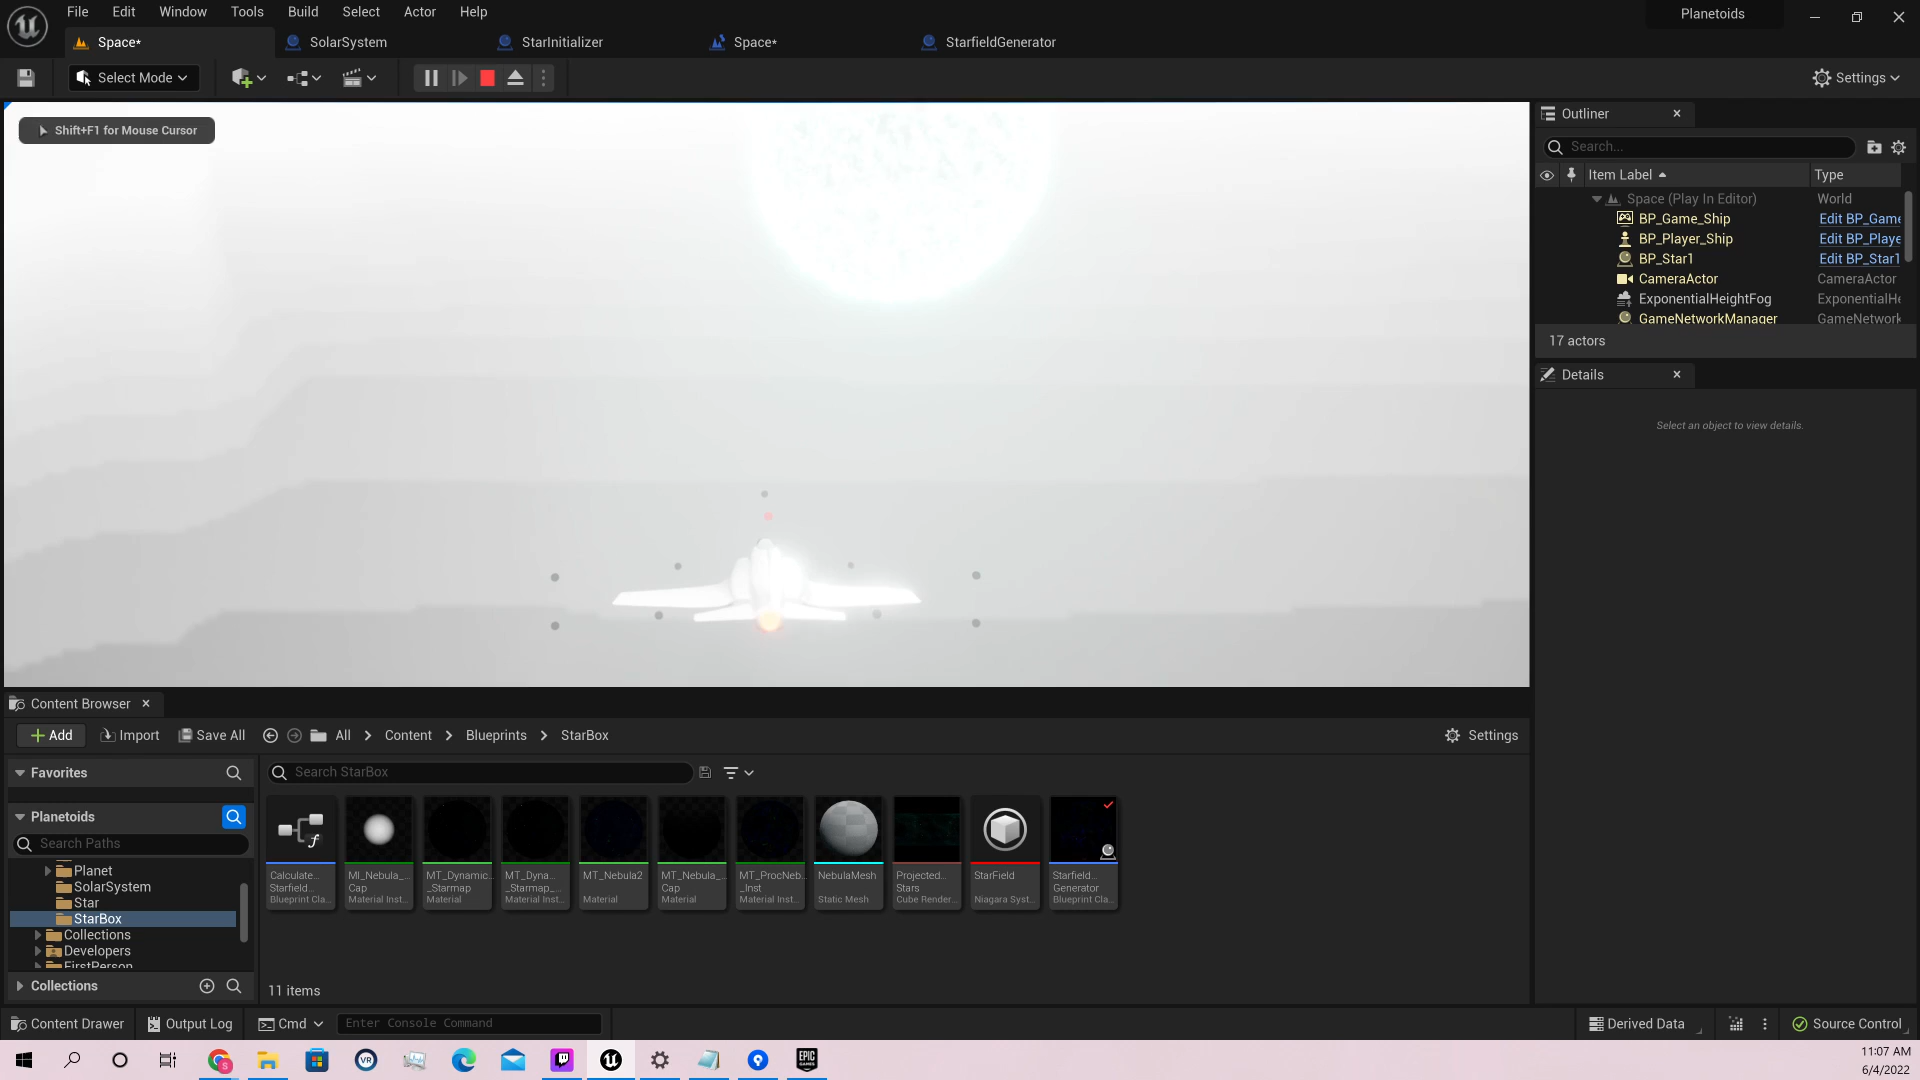 File Edit Window Tools Build Select Actor Help
Planetoids
Space* SolarSystem StarInitializer Space* StarfieldGenerator
Select Mode
Settings
Shift+F1 for Mouse Cursor
Outliner
Search...
Item Label Type
Space (Play In Editor) World
BP_Game_Ship Edit BP_Game
BP_Player_Ship Edit BP_Playe
BP_Star1 Edit BP_Star1
CameraActor CameraActor
ExponentialHeightFog ExponentialHe
GameNetworkManager GameNetwork
17 actors
Details
Select an object to view details.
Content Browser
Add Import Save All All Content Blueprints StarBox Settings
Favorites
Search StarBox
Planetoids
Search Paths
Planet
SolarSystem
Star
StarBox
Collections
Developers
FirstPerson
Collections
Calculate...
Starfield...
Blueprint Cla...
MI_Nebula_...
Cap
Material Inst...
MT_Dynamic...
_Starmap
Material
MT_Dyna...
_Starmap_...
Material Inst...
MT_Nebula2
Material
MT_Nebula_...
Cap
Material
MT_ProcNeb...
_Inst
Material Inst...
NebulaMesh
Static Mesh
Projected...
Stars
Cube Render...
StarField
Niagara Syst...
Starfield...
Generator
Blueprint Cla...
11 items
Content Drawer Output Log Cmd Enter Console Command Derived Data Source Control
11:07 AM
6/4/2022